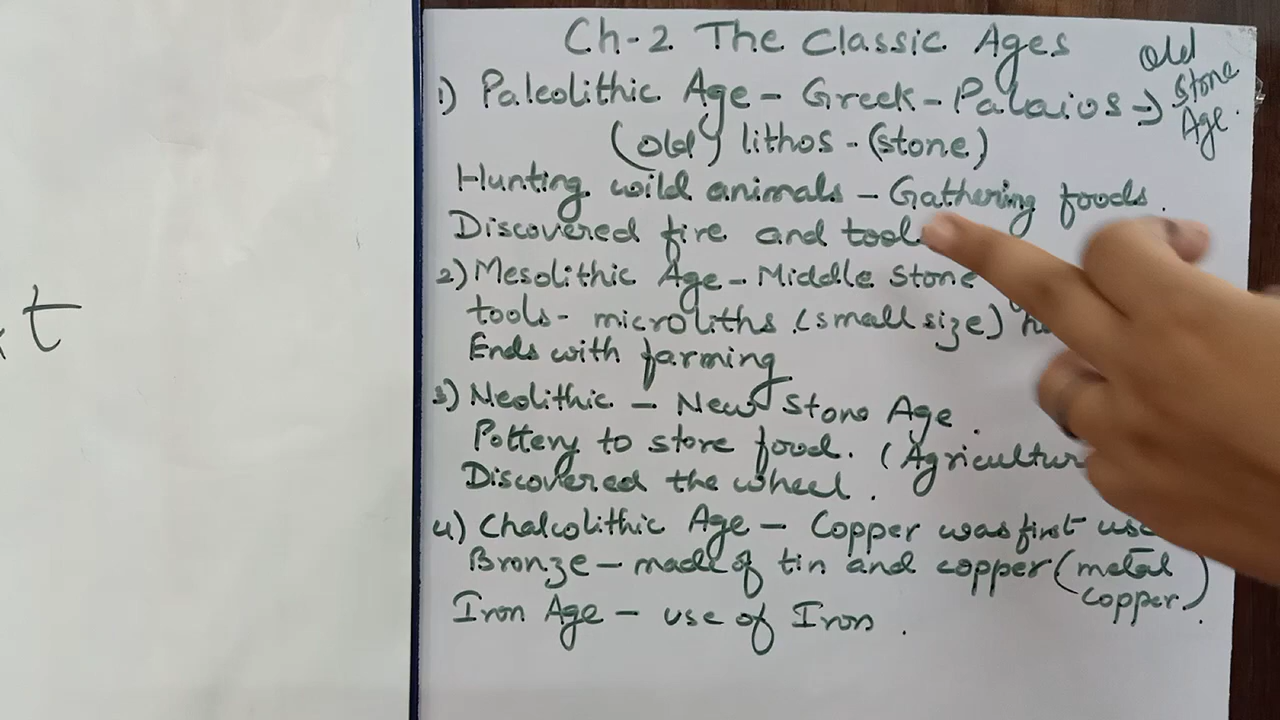 t
Ch-2 The Classic Ages
1) Paleolithic Age - Greek - Palaios → Old Stone Age.
(old) lithos - (stone)
Hunting wild animals - Gathering foods.
Discovered fire and tool
2) Mesolithic Age - Middle Stone
tools - microliths (small size)
Ends with farming
3) Neolithic - New Stone Age.
Pottery to store food. (Agricultur
Discovered the wheel.
4) Chalcolithic Age - Copper was first use
Bronze - made of tin and copper (metal copper)
Iron Age - use of Iron.